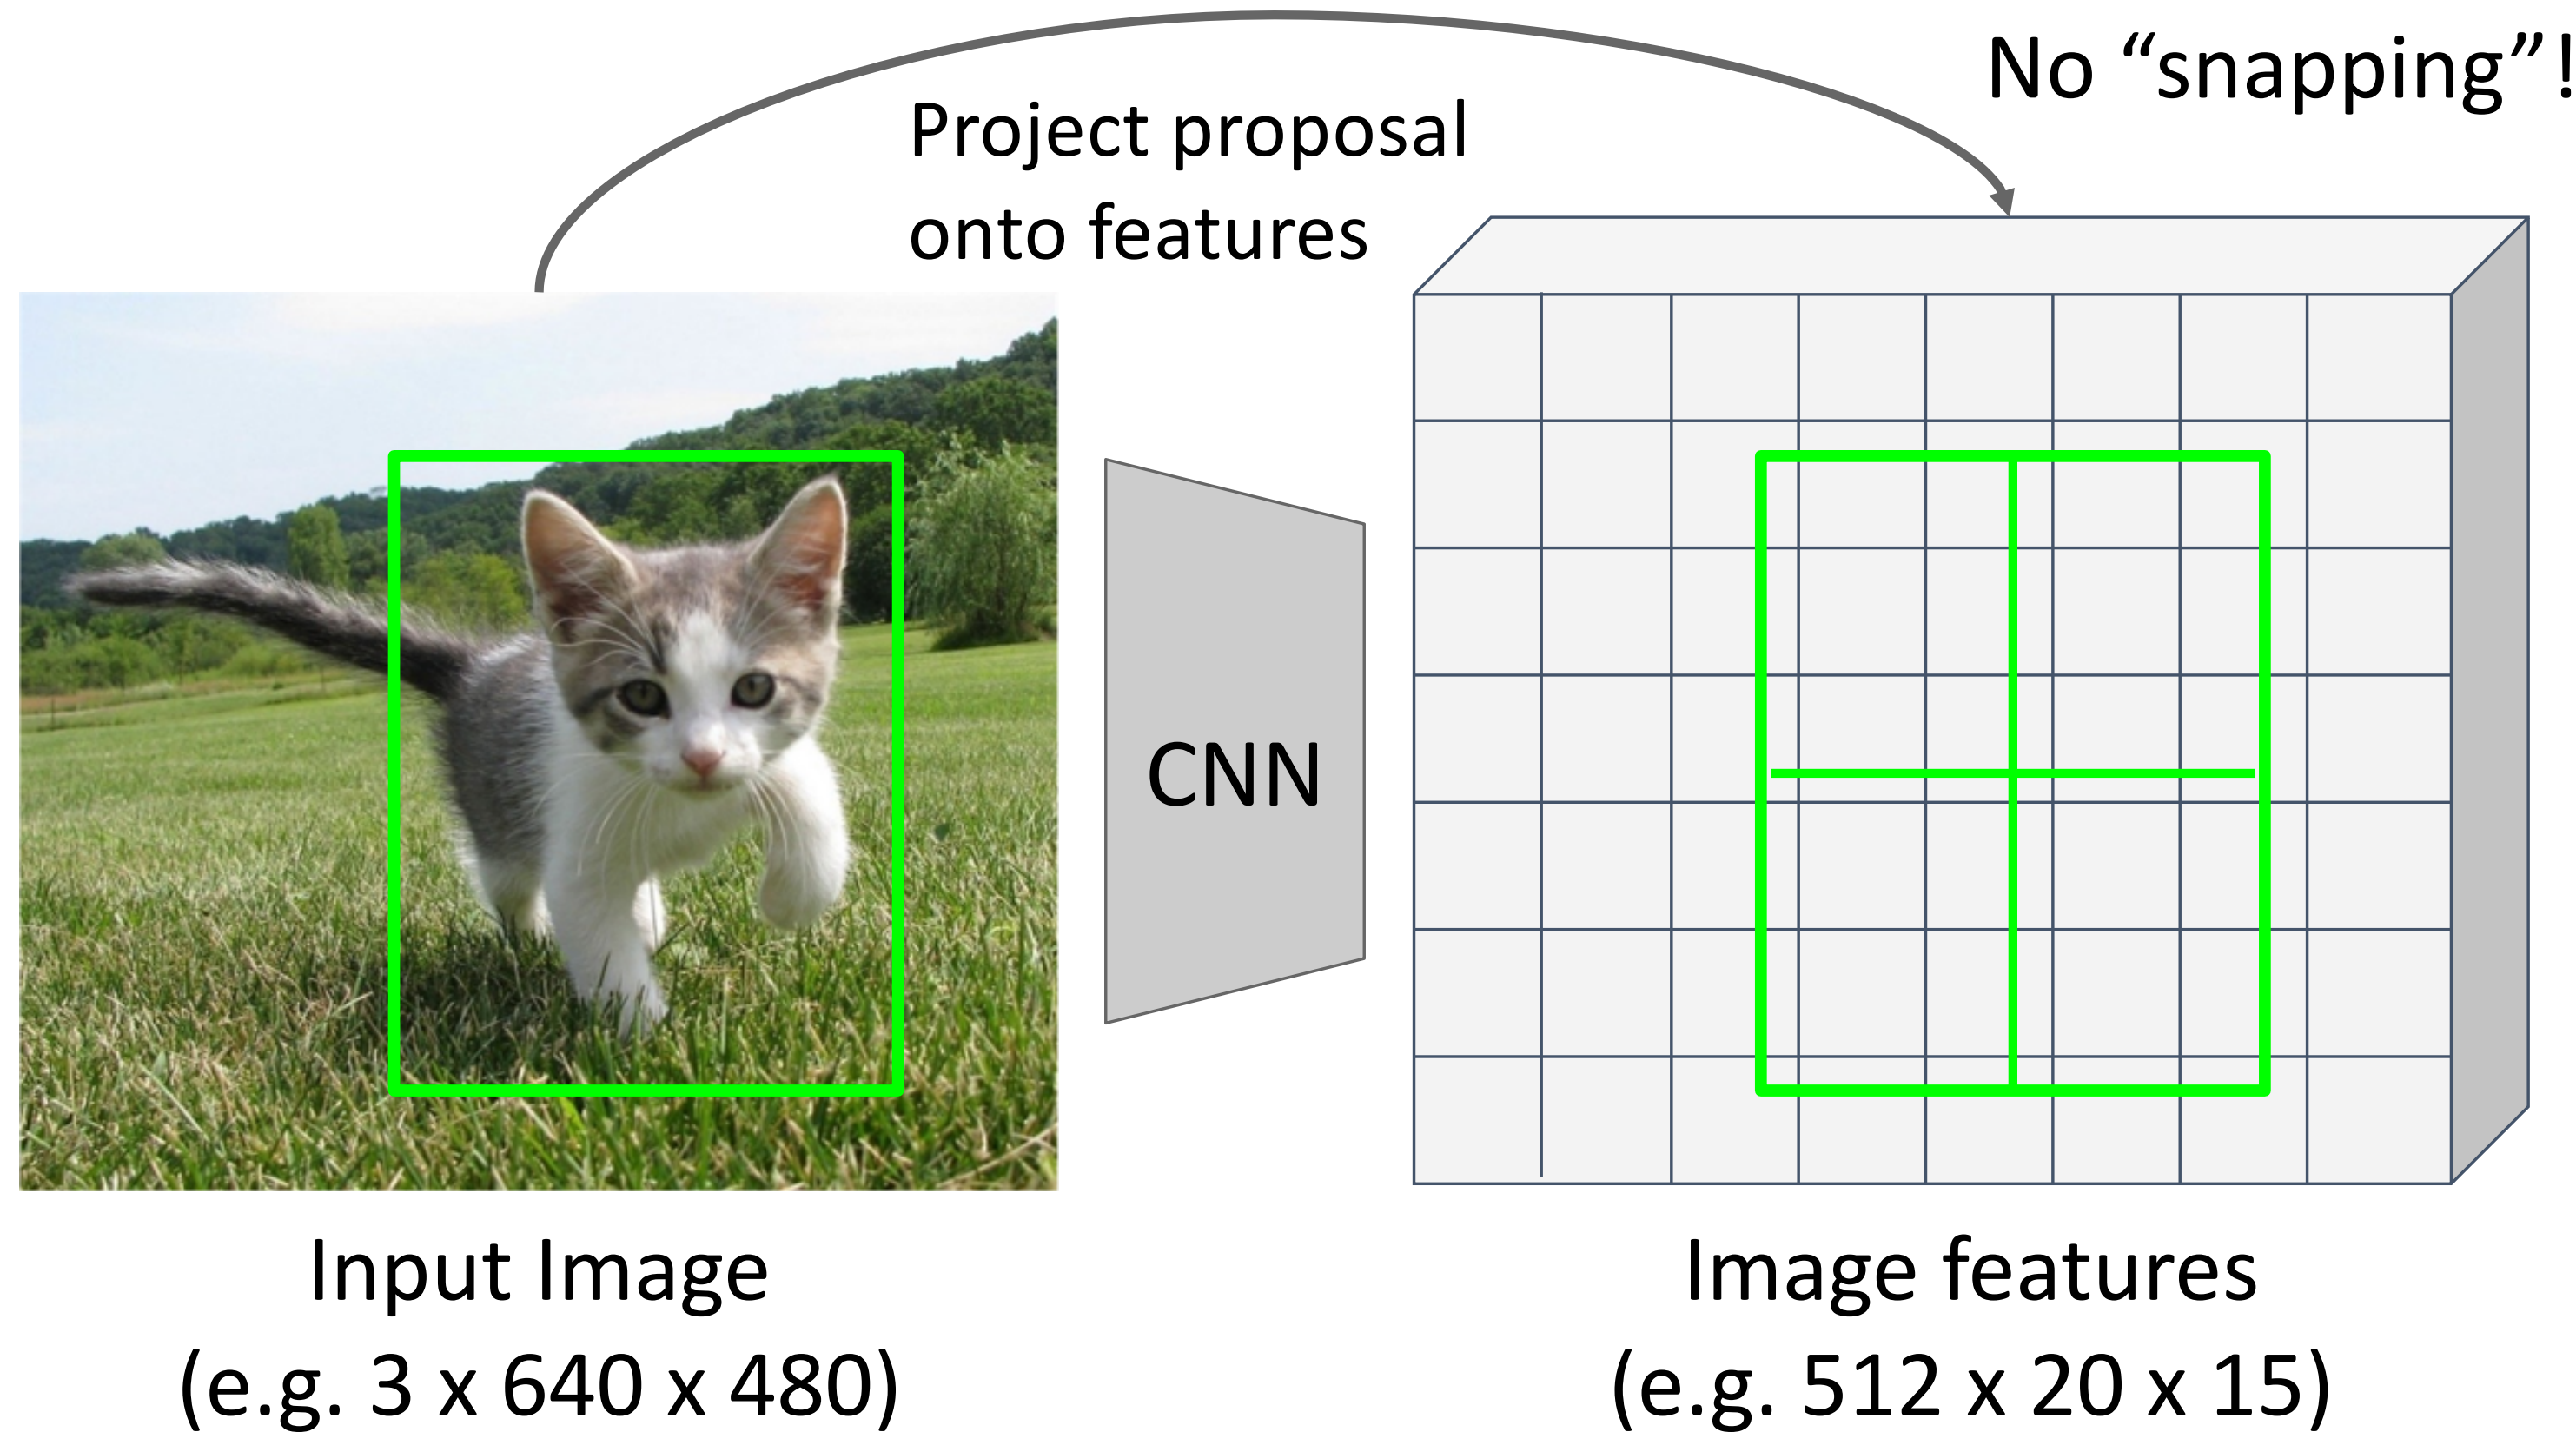 No “snapping”!
Project proposal
onto features
CNN
Input Image
(e.g. 3 x 640 x 480)
Image features
(e.g. 512 x 20 x 15)